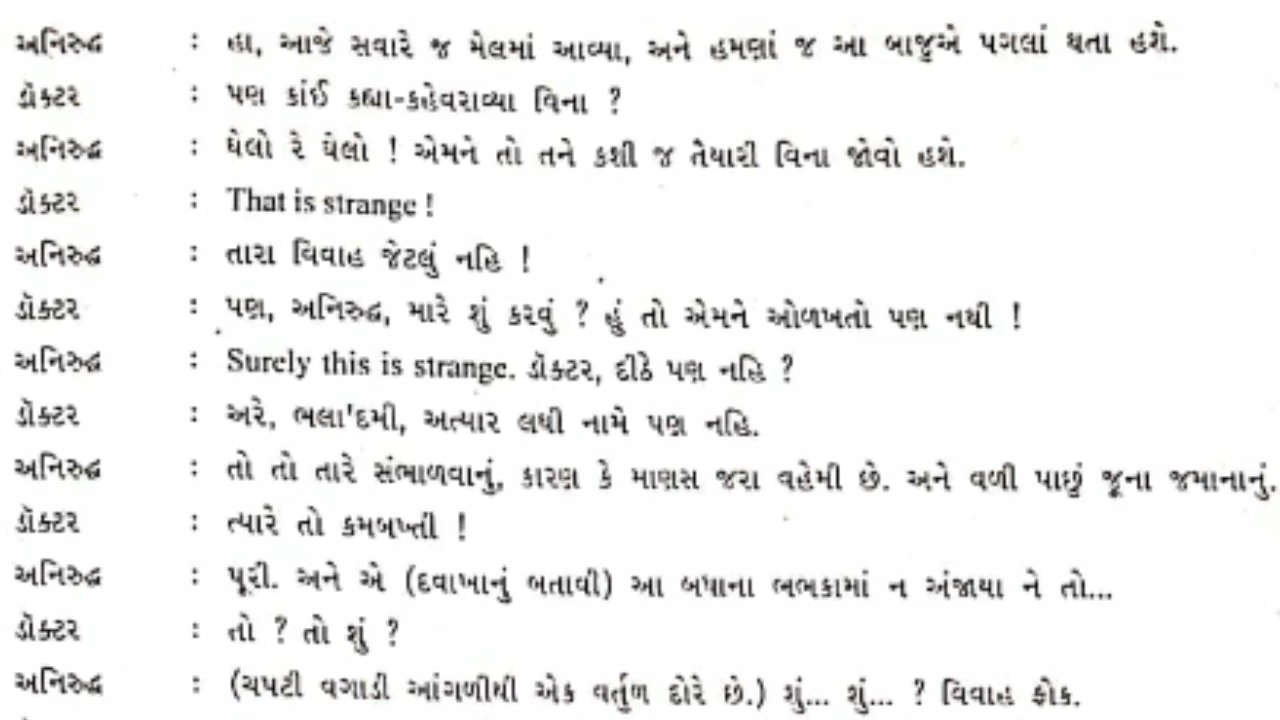 અનિરુદ્ધ : હા, આજે સવારે જ મેલમાં આવ્યા, અને હમણાં જ આ બાજુએ પગલાં થતા હશે.
ડૉક્ટર : પણ કાંઈ કહ્યા-કહેવરાવ્યા વિના ?
અનિરુદ્ધ : ઘેલો રે ઘેલો ! એમને તો તને કશી જ તૈયારી વિના જોવો હશે.
ડૉક્ટર : That is strange !
અનિરુદ્ધ : તારા વિવાહ જેટલું નહિ !
ડૉક્ટર : પણ, અનિરુદ્ધ, મારે શું કરવું ? હું તો એમને ઓળખતો પણ નથી !
અનિરુદ્ધ : Surely this is strange. ડૉક્ટર, દીઠે પણ નહિ ?
ડૉક્ટર : અરે, ભલા'દમી, અત્યાર લગી નામે પણ નહિ.
અનિરુદ્ધ : તો તો તારે સંભાળવાનું, કારણ કે માણસ જરા વહેમી છે. અને વળી પાછું જૂના જમાનાનું.
ડૉક્ટર : ત્યારે તો કમબખ્તી !
અનિરુદ્ધ : પૂરી. અને એ (દવાખાનું બતાવી) આ બધાના ભભકામાં ન અંજાયા ને તો...
ડૉક્ટર : તો ? તો શું ?
અનિરુદ્ધ : (ચપટી વગાડી આંગળીથી એક વર્તુળ દોરે છે.) શું... શું... ? વિવાહ ફોક.